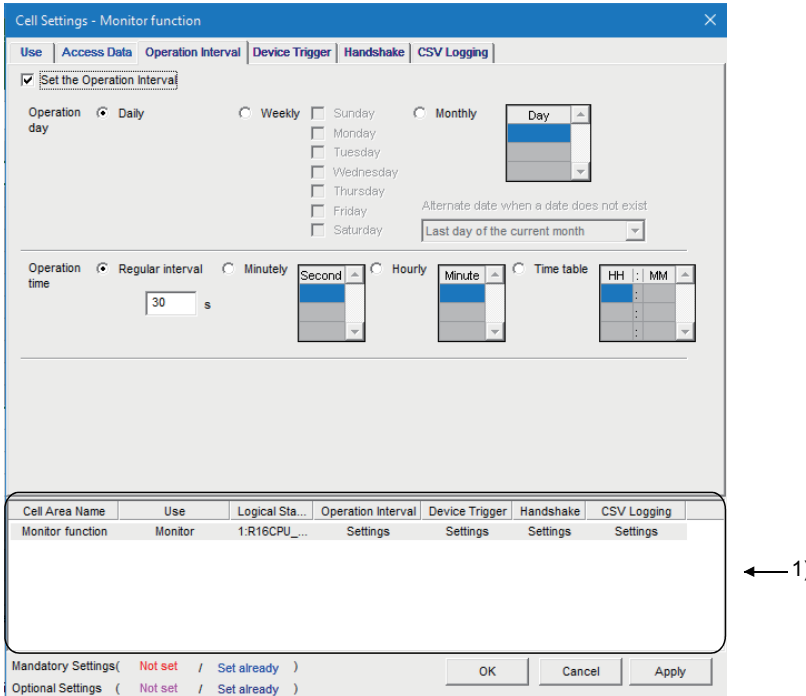 Cell Settings - Monitor function
Use Access Data Operation Interval Device Trigger Handshake CSV Logging
Set the Operation Interval
Operation day Daily Weekly Sunday Monthly Day
Monday
Tuesday
Wednesday
Thursday
Friday
Saturday
Alternate date when a date does not exist
Last day of the current month
Operation time Regular interval Minutely Second Hourly Minute Time table HH : MM
30 s
:
:
:
Cell Area Name Use Logical Sta... Operation Interval Device Trigger Handshake CSV Logging
Monitor function Monitor 1:R16CPU_... Settings Settings Settings Settings
1)
Mandatory Settings( Not set / Set already )
Optional Settings ( Not set / Set already )
OK Cancel Apply